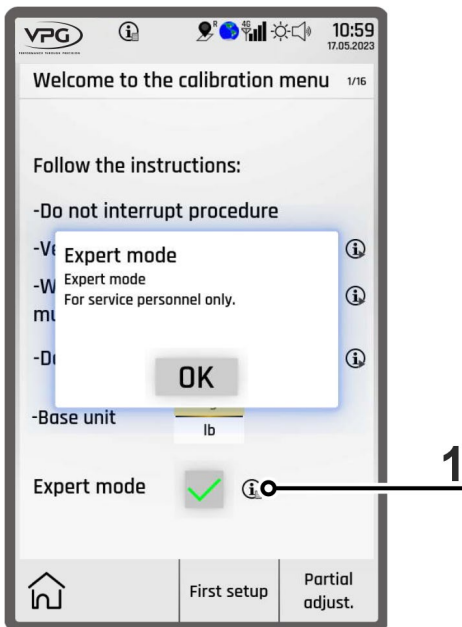 VPG
4G
R
10:59
17.05.2023
Welcome to the calibration menu 1/16
Follow the instructions:
-Do not interrupt procedure
Expert mode
Expert mode
For service personnel only.
OK
-Base unit
lb
Expert mode
1
First setup
Partial
adjust.